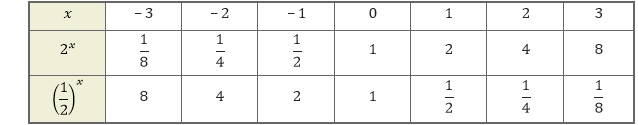 x −3 −2 −1 0 1 2 3
2ˣ 1/8 1/4 1/2 1 2 4 8
(1/2)ˣ 8 4 2 1 1/2 1/4 1/8